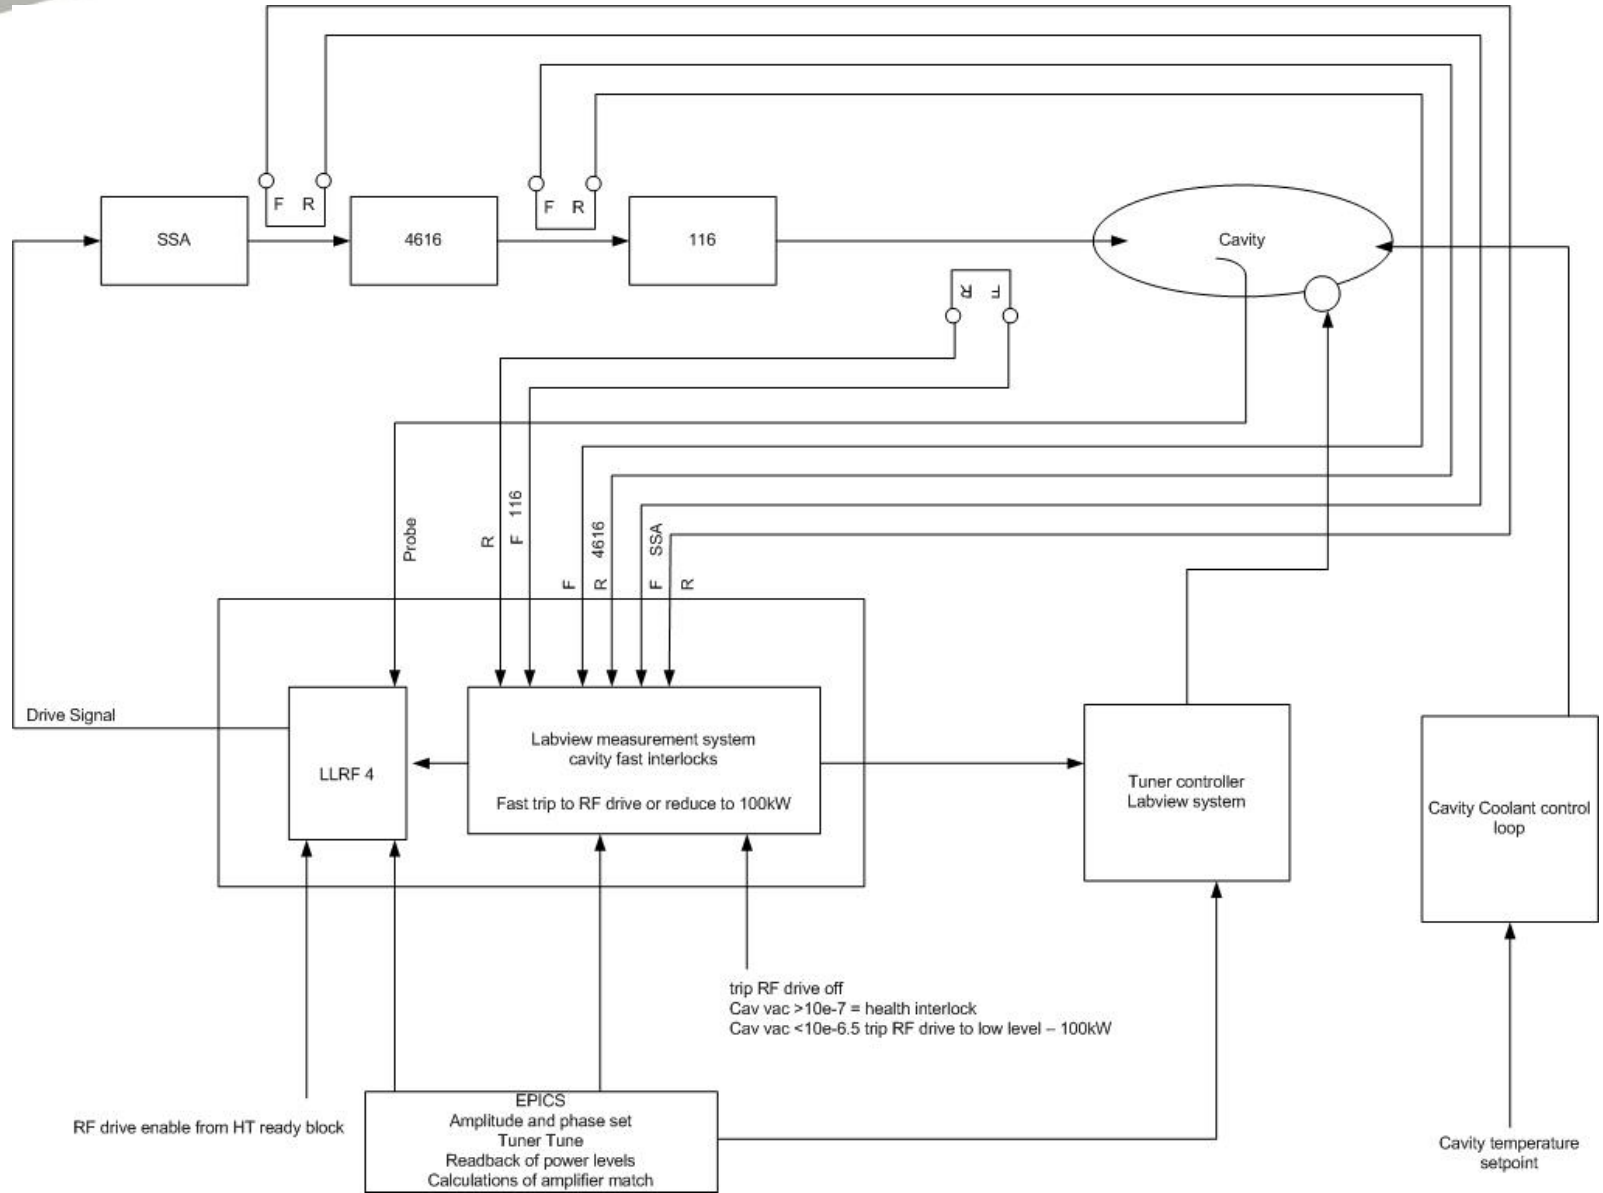 F R
F R
SSA
4616
116
Cavity
R F
Probe
R
F 116
F
R 4616
F SSA
R
Drive Signal
LLRF 4
Labview measurement system
cavity fast interlocks
Fast trip to RF drive or reduce to 100kW
Tuner controller
Labview system
Cavity Coolant control
loop
trip RF drive off
Cav vac >10e-7 = health interlock
Cav vac <10e-6.5 trip RF drive to low level – 100kW
RF drive enable from HT ready block
EPICS
Amplitude and phase set
Tuner Tune
Readback of power levels
Calculations of amplifier match
Cavity temperature
setpoint